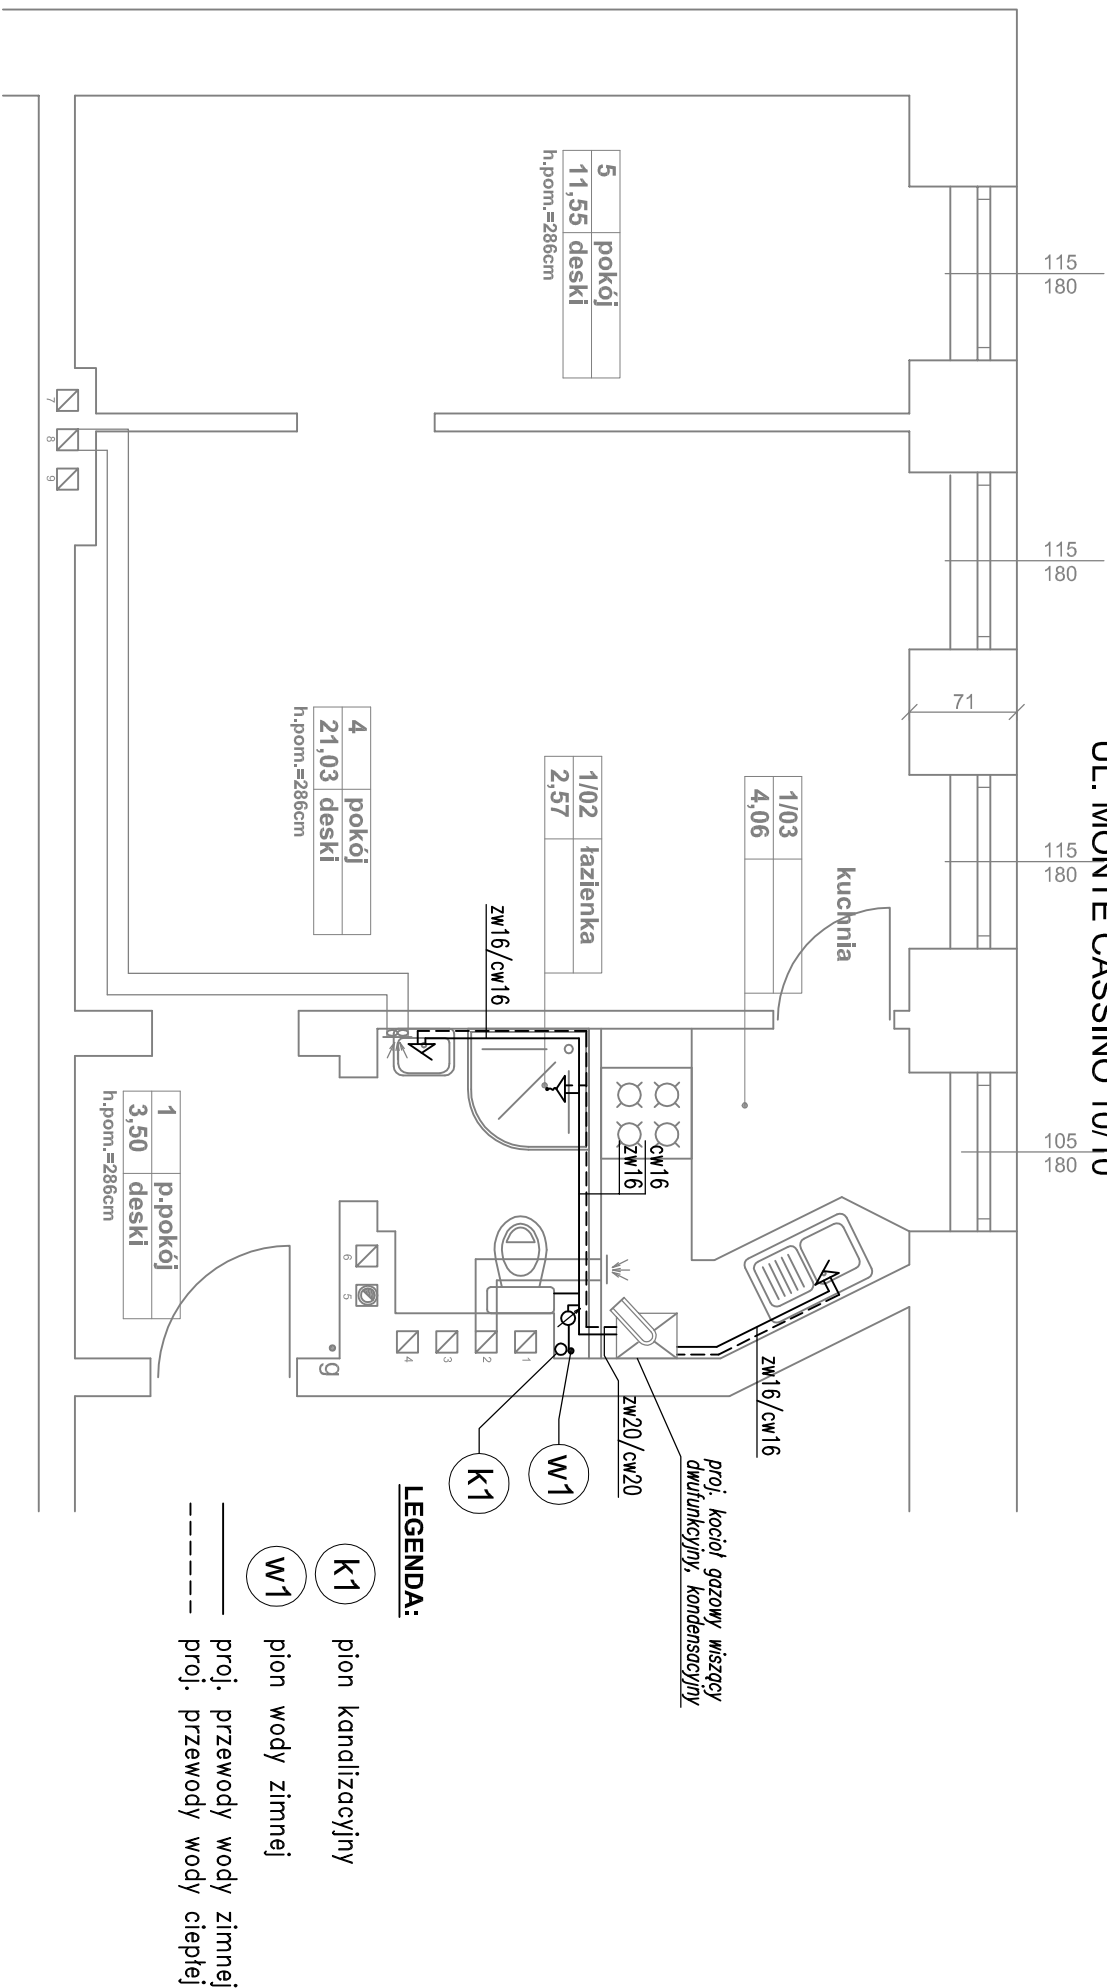 UL. MONTE CASSINO 10/10
115
180
115
180
115
180
105
180
71
5 pokój
11,55 deski
h.pom.=286cm
4 pokój
21,03 deski
h.pom.=286cm
1/02 łazienka
2,57
1/03
4,06
kuchnia
1 p.pokój
3,50 deski
h.pom.=286cm
zw16/cw16
cw16
zw16
zw16/cw16
zw20/cw20
proj. kocioł gazowy wiszący
dwufunkcyjny, kondensacyjny
7
8
9
6
5
4
3
2
1
g
w1
k1
LEGENDA:
k1 pion kanalizacyjny
w1 pion wody zimnej
proj. przewody wody zimnej
proj. przewody wody ciepłej